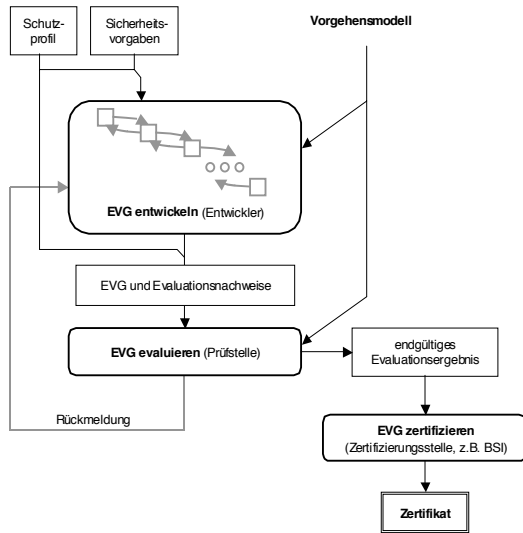 Schutz-
profil
Sicherheits-
vorgaben
Vorgehensmodell
EVG entwickeln (Entwickler)
EVG und Evaluationsnachweise
EVG evaluieren (Prüfstelle)
endgültiges
Evaluationsergebnis
Rückmeldung
EVG zertifizieren
(Zertifizierungsstelle, z.B. BSI)
Zertifikat